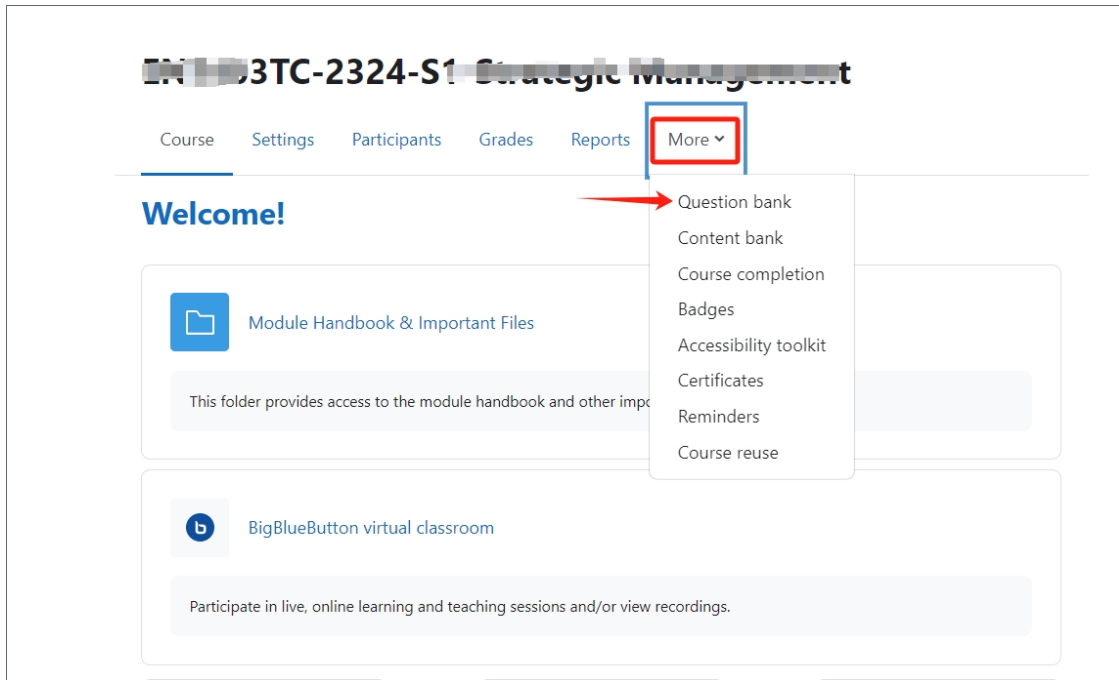 3TC-2324-S1 Strategic Management
Course Settings Participants Grades Reports More
Question bank
Content bank
Course completion
Badges
Accessibility toolkit
Certificates
Reminders
Course reuse
Welcome!
Module Handbook & Important Files
This folder provides access to the module handbook and other
BigBlueButton virtual classroom
Participate in live, online learning and teaching sessions and/or view recordings.